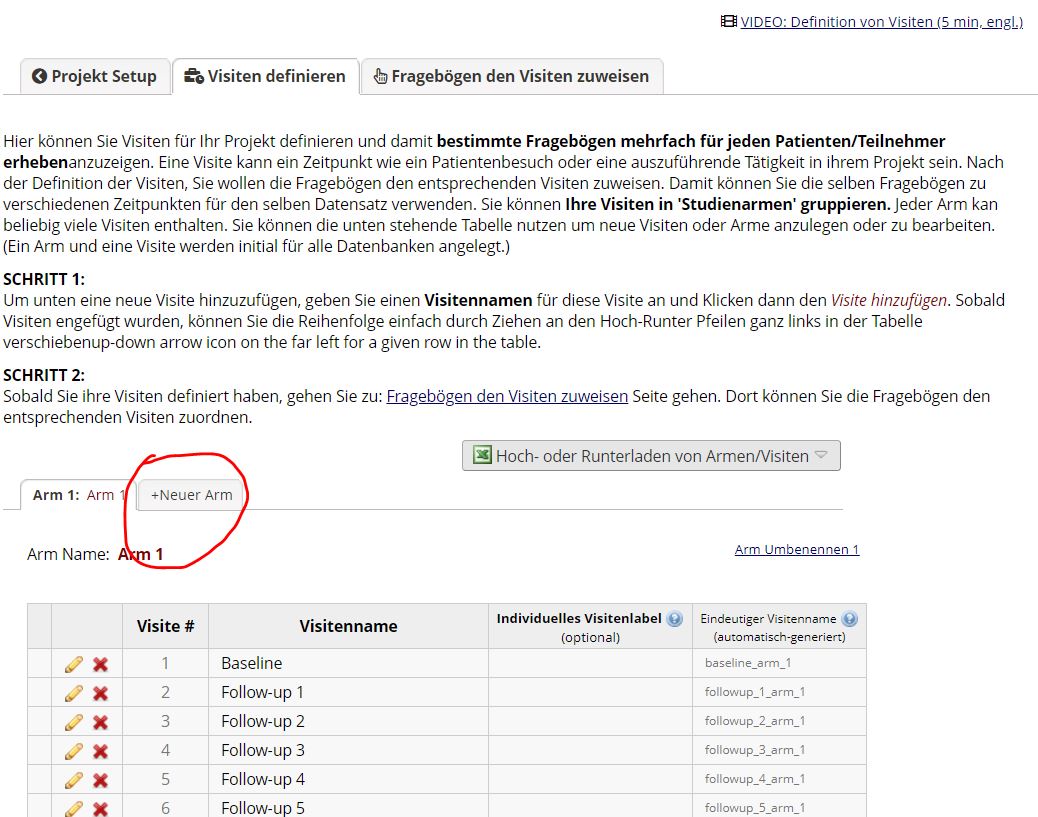 VIDEO: Definition von Visiten (5 min, engl.)
Projekt Setup Visiten definieren Fragebögen den Visiten zuweisen
Hier können Sie Visiten für Ihr Projekt definieren und damit bestimmte Fragebögen mehrfach für jeden Patienten/Teilnehmer
erhebenanzuzeigen. Eine Visite kann ein Zeitpunkt wie ein Patientenbesuch oder eine auszuführende Tätigkeit in ihrem Projekt sein. Nach
der Definition der Visiten, Sie wollen die Fragebögen den entsprechenden Visiten zuweisen. Damit können Sie die selben Fragebögen zu
verschiedenen Zeitpunkten für den selben Datensatz verwenden. Sie können Ihre Visiten in 'Studienarmen' gruppieren. Jeder Arm kan
beliebig viele Visiten enthalten. Sie können die unten stehende Tabelle nutzen um neue Visiten oder Arme anzulegen oder zu bearbeiten.
(Ein Arm und eine Visite werden initial für alle Datenbanken angelegt.)
SCHRITT 1:
Um unten eine neue Visite hinzuzufügen, geben Sie einen Visitennamen für diese Visite an und Klicken dann den Visite hinzufügen. Sobald
Visiten engefügt wurden, können Sie die Reihenfolge einfach durch Ziehen an den Hoch-Runter Pfeilen ganz links in der Tabelle
verschiebenup-down arrow icon on the far left for a given row in the table.
SCHRITT 2:
Sobald Sie ihre Visiten definiert haben, gehen Sie zu: Fragebögen den Visiten zuweisen Seite gehen. Dort können Sie die Fragebögen den
entsprechenden Visiten zuordnen.
Hoch- oder Runterladen von Armen/Visiten
Arm 1: Arm 1 +Neuer Arm
Arm Name: Arm 1 Arm Umbenennen 1
Visite # Visitenname Individuelles Visitenlabel Eindeutiger Visitenname
(optional) (automatisch-generiert)
1 Baseline baseline_arm_1
2 Follow-up 1 followup_1_arm_1
3 Follow-up 2 followup_2_arm_1
4 Follow-up 3 followup_3_arm_1
5 Follow-up 4 followup_4_arm_1
6 Follow-up 5 followup_5_arm_1